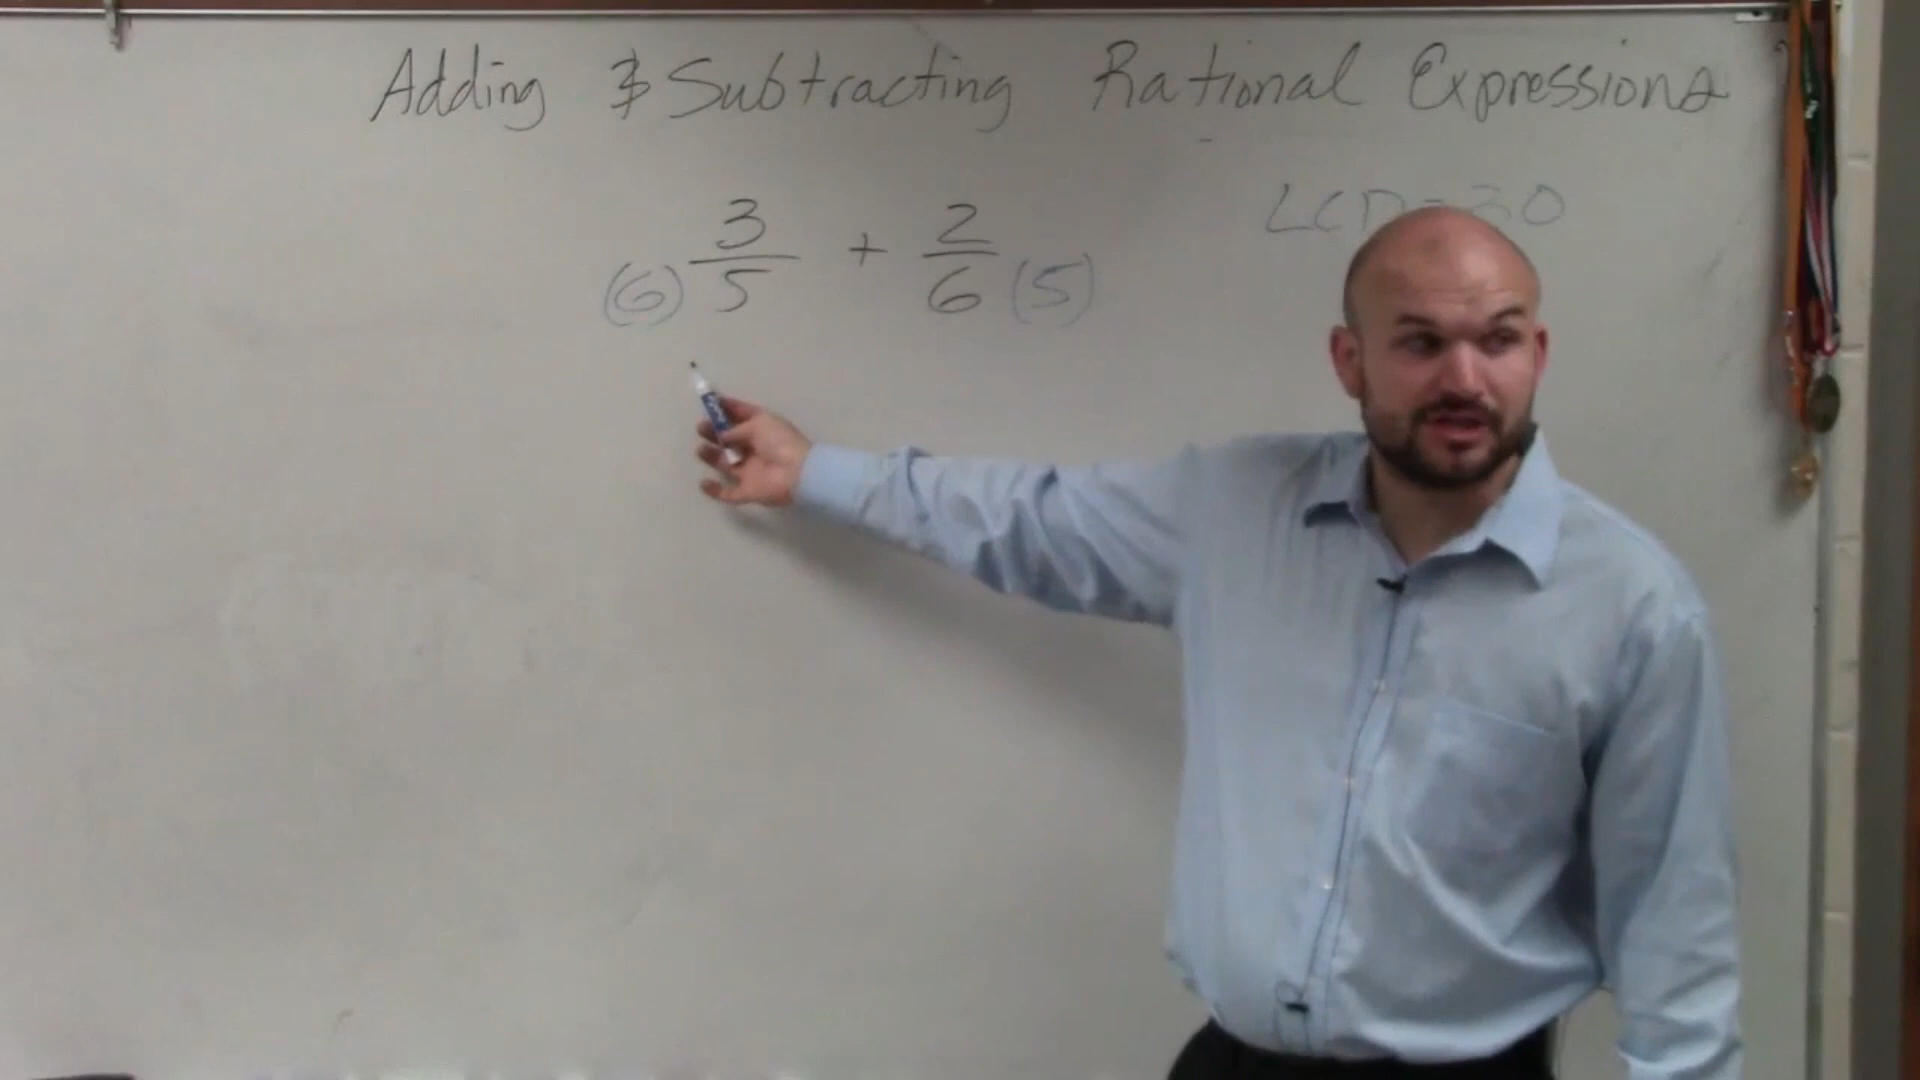 Adding & Subtracting Rational Expressions
LCD = 30
3 + 2
(6) 5 6 (5)